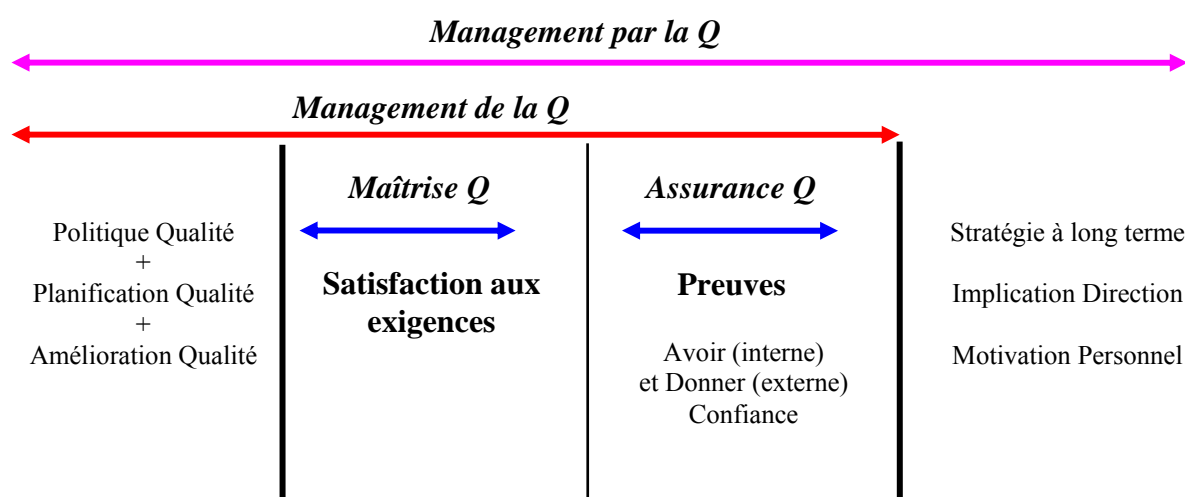 Management par la Q
Management de la Q
Politique Qualité
+
Planification Qualité
+
Amélioration Qualité
Maîtrise Q
Satisfaction aux
exigences
Assurance Q
Preuves
Avoir (interne)
et Donner (externe)
Confiance
Stratégie à long terme
Implication Direction
Motivation Personnel